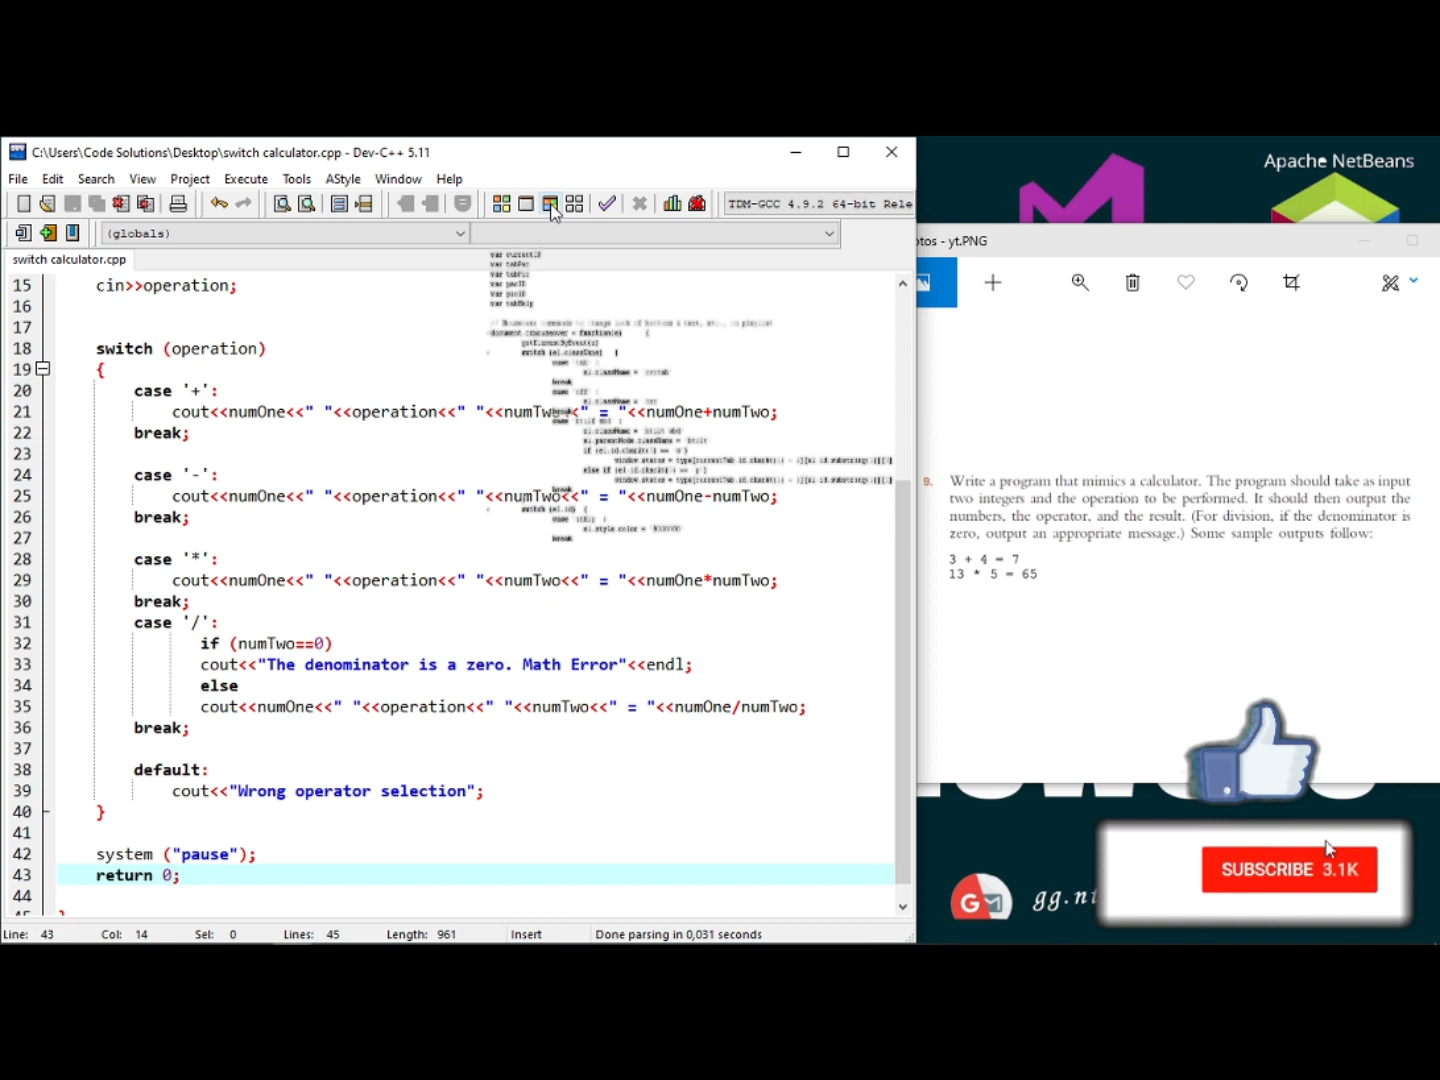 C:\Users\Code Solutions\Desktop\switch calculator.cpp - Dev-C++ 5.11
File Edit Search View Project Execute Tools AStyle Window Help
TDM-GCC 4.9.2 64-bit Rele
(globals)
switch calculator.cpp
15 cin>>operation;
16
17
18 switch (operation)
19 {
20 case '+':
21 cout<<numOne<<" "<<operation<<" "<<numTwo<<" = "<<numOne+numTwo;
22 break;
23
24 case '-':
25 cout<<numOne<<" "<<operation<<" "<<numTwo<<" = "<<numOne-numTwo;
26 break;
27
28 case '*':
29 cout<<numOne<<" "<<operation<<" "<<numTwo<<" = "<<numOne*numTwo;
30 break;
31 case '/':
32 if (numTwo==0)
33 cout<<"The denominator is a zero. Math Error"<<endl;
34 else
35 cout<<numOne<<" "<<operation<<" "<<numTwo<<" = "<<numOne/numTwo;
36 break;
37
38 default:
39 cout<<"Wrong operator selection";
40 }
41
42 system ("pause");
43 return 0;
44
Line: 43 Col: 14 Sel: 0 Lines: 45 Length: 961 Insert Done parsing in 0,031 seconds
Apache NetBeans
otos - yt.PNG
9. Write a program that mimics a calculator. The program should take as input
two integers and the operation to be performed. It should then output the
numbers, the operator, and the result. (For division, if the denominator is
zero, output an appropriate message.) Some sample outputs follow:
3 + 4 = 7
13 * 5 = 65
SUBSCRIBE 3.1K
G M gg.n